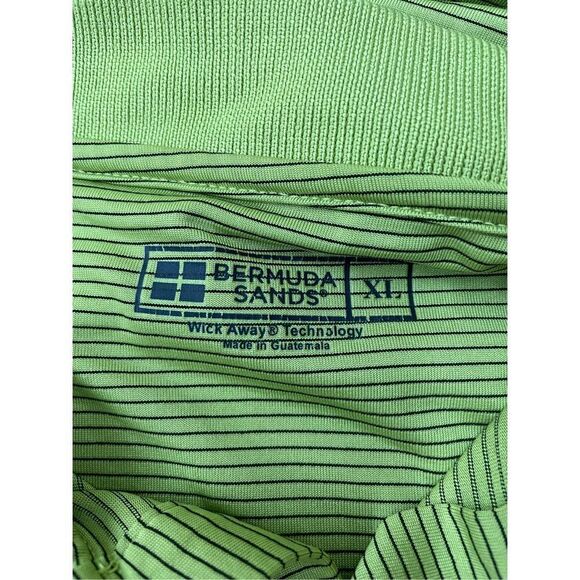 BERMUDA
SANDS® XL
Wick Away® Technology
Made in Guatemala